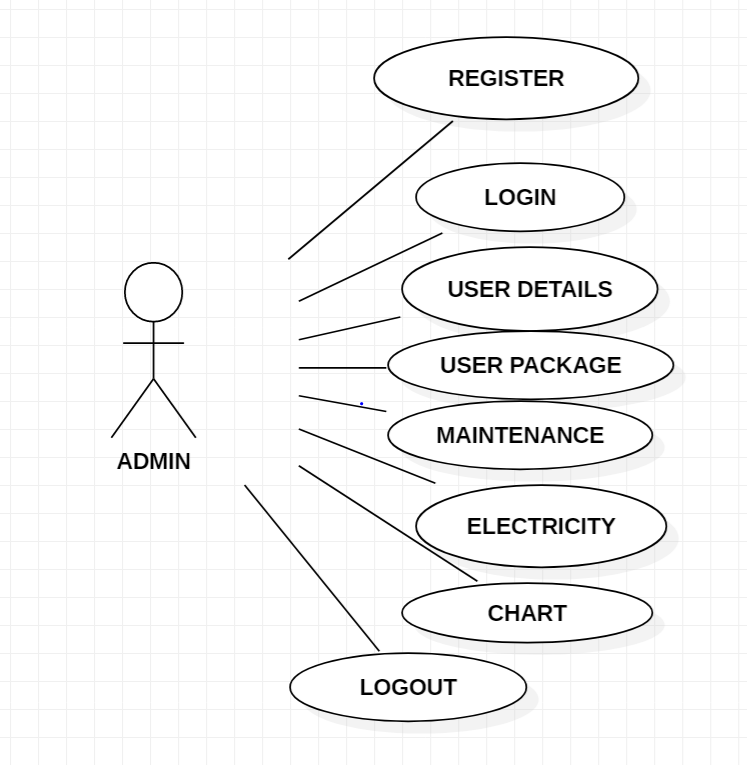 REGISTER
LOGIN
USER DETAILS
USER PACKAGE
MAINTENANCE
ADMIN
ELECTRICITY
CHART
LOGOUT